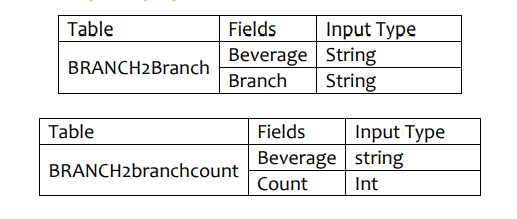 Table Fields Input Type
BRANCH2Branch Beverage String
Branch String
Table Fields Input Type
BRANCH2branchcount Beverage string
Count Int